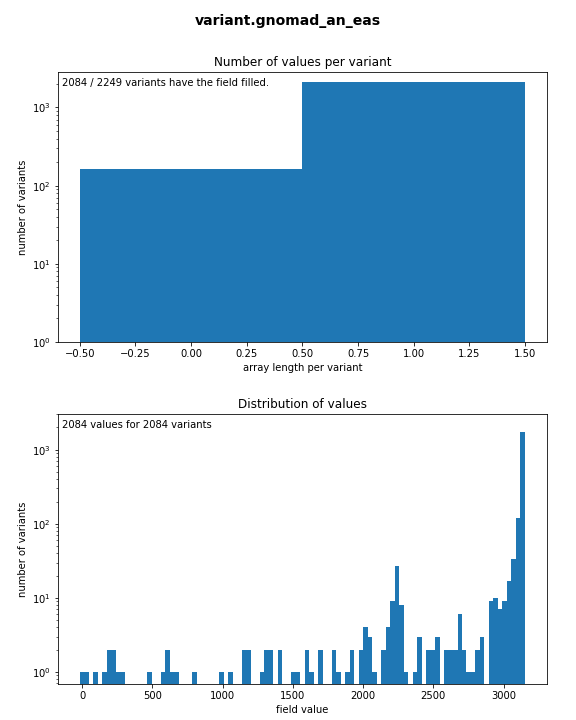 variant.gnomad_an_eas
Number of values per variant
2084 / 2249 variants have the field filled.
number of variants
10³
10²
10¹
10⁰
−0.50 −0.25 0.00 0.25 0.50 0.75 1.00 1.25 1.50
array length per variant
Distribution of values
2084 values for 2084 variants
number of variants
10³
10²
10¹
10⁰
0 500 1000 1500 2000 2500 3000
field value